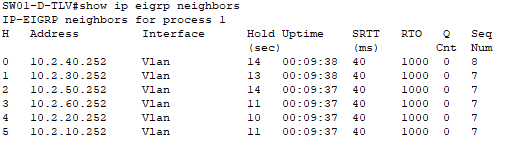 SW01-D-TLV#show ip eigrp neighbors
IP-EIGRP neighbors for process 1
H Address Interface Hold Uptime SRTT RTO Q Seq
(sec) (ms) Cnt Num
0 10.2.40.252 Vlan 14 00:09:38 40 1000 0 8
1 10.2.30.252 Vlan 13 00:09:38 40 1000 0 7
2 10.2.50.252 Vlan 14 00:09:37 40 1000 0 7
3 10.2.60.252 Vlan 11 00:09:37 40 1000 0 7
4 10.2.10.252 Vlan 10 00:09:37 40 1000 0 7
5 10.2.20.252 Vlan 11 00:09:37 40 1000 0 7